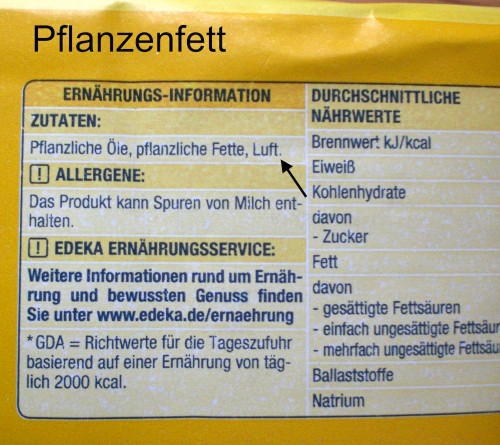 Pflanzenfett
ERNÄHRUNGS-INFORMATION
ZUTATEN:
Pflanzliche Öle, pflanzliche Fette, Luft.
! ALLERGENE:
Das Produkt kann Spuren von Milch ent-
halten.
! EDEKA ERNÄHRUNGSSERVICE:
Weitere Informationen rund um Ernäh-
rung und bewussten Genuss finden
Sie unter www.edeka.de/ernaehrung
*GDA = Richtwerte für die Tageszufuhr
basierend auf einer Ernährung von täg-
lich 2000 kcal.
DURCHSCHNITTLICHE
NÄHRWERTE
Brennwert kJ/kcal
Eiweiß
Kohlenhydrate
davon
- Zucker
Fett
davon
- gesättigte Fettsäuren
- einfach ungesättigte Fettsäur
- mehrfach ungesättigte Fettsäu
Ballaststoffe
Natrium